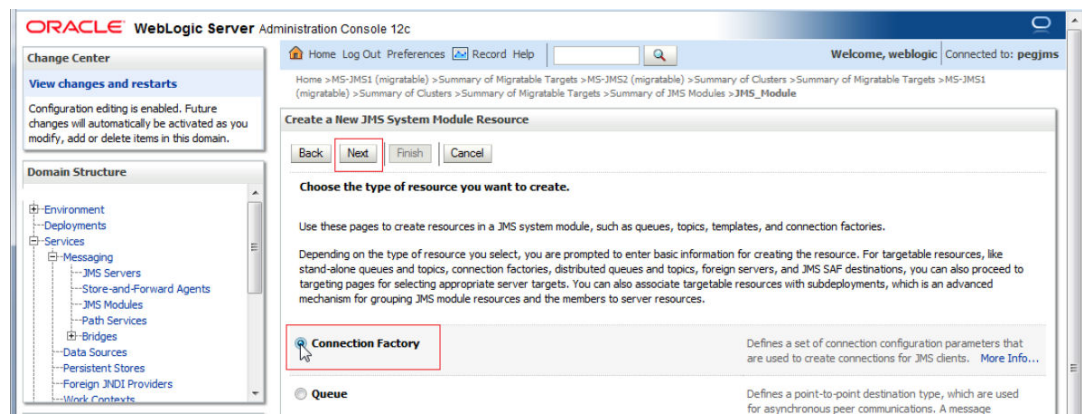 ORACLE WebLogic Server Administration Console 12c
Change Center
View changes and restarts
Configuration editing is enabled. Future
changes will automatically be activated as you
modify, add or delete items in this domain.
Domain Structure
Environment
Deployments
Services
Messaging
JMS Servers
Store-and-Forward Agents
JMS Modules
Path Services
Bridges
Data Sources
Persistent Stores
Foreign JNDI Providers
Work Contexts
Home Log Out Preferences Record Help
Welcome, weblogic Connected to: pegjms
Home >MS-JMS1 (migratable) >Summary of Migratable Targets >MS-JMS2 (migratable) >Summary of Clusters >Summary of Migratable Targets >MS-JMS1
(migratable) >Summary of Clusters >Summary of Migratable Targets >Summary of JMS Modules >JMS_Module
Create a New JMS System Module Resource
Back Next Finish Cancel
Choose the type of resource you want to create.
Use these pages to create resources in a JMS system module, such as queues, topics, templates, and connection factories.
Depending on the type of resource you select, you are prompted to enter basic information for creating the resource. For targetable resources, like
stand-alone queues and topics, connection factories, distributed queues and topics, foreign servers, and JMS SAF destinations, you can also proceed to
targeting pages for selecting appropriate server targets. You can also associate targetable resources with subdeployments, which is an advanced
mechanism for grouping JMS module resources and the members to server resources.
Connection Factory
Defines a set of connection configuration parameters that
are used to create connections for JMS clients. More Info...
Queue
Defines a point-to-point destination type, which are used
for asynchronous peer communications. A message